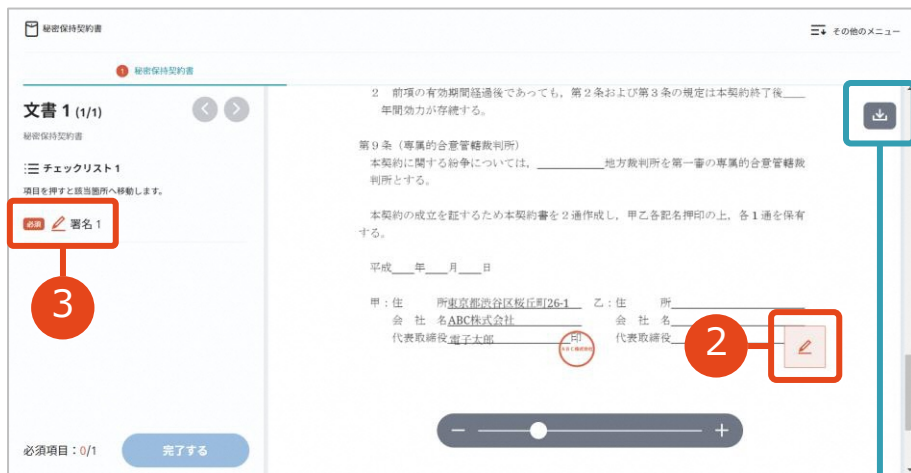 秘密保持契約書
その他のメニュー
1 秘密保持契約書
文書 1 (1/1)
秘密保持契約書
チェックリスト 1
項目を押すと該当箇所へ移動します。
必須 署名 1
3
必須項目：0/1
完了する
2 前項の有効期間経過後であっても，第２条および第３条の規定は本契約終了後____
年間効力が存続する。
第９条（専属的合意管轄裁判所）
本契約に関する紛争については，__________地方裁判所を第一審の専属的合意管轄裁
判所とする。
本契約の成立を証するため本契約書を２通作成し，甲乙各記名押印の上，各１通を保有
する。
平成____年____月____日
甲：住 所東京都渋谷区桜丘町26-1 乙：住 所
会 社 名ABC株式会社 会 社 名
代表取締役電子太郎 印 代表取締役
2